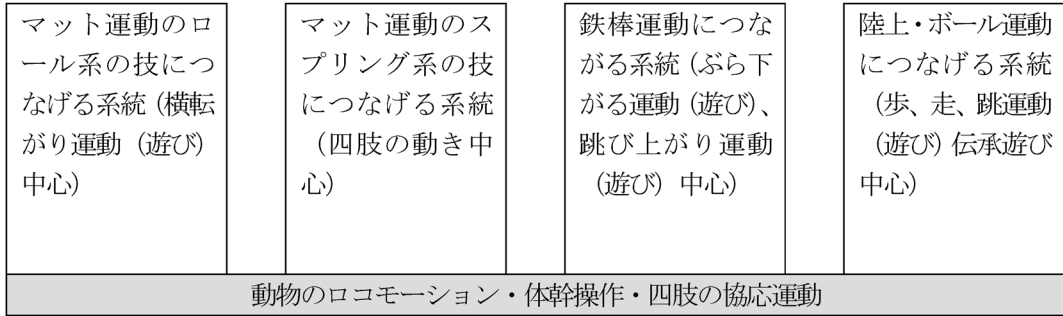 マット運動のロ
ール系の技につ
なげる系統（横転
がり運動（遊び）
中心）
マット運動のス
プリング系の技
につなげる系統
（四肢の動き中
心）
鉄棒運動につな
がる系統（ぶら下
がる運動（遊び）、
跳び上がり運動
（遊び）中心）
陸上・ボール運動
につなげる系統
（歩、走、跳運動
（遊び）伝承遊び
中心）
動物のロコモーション・体幹操作・四肢の協応運動